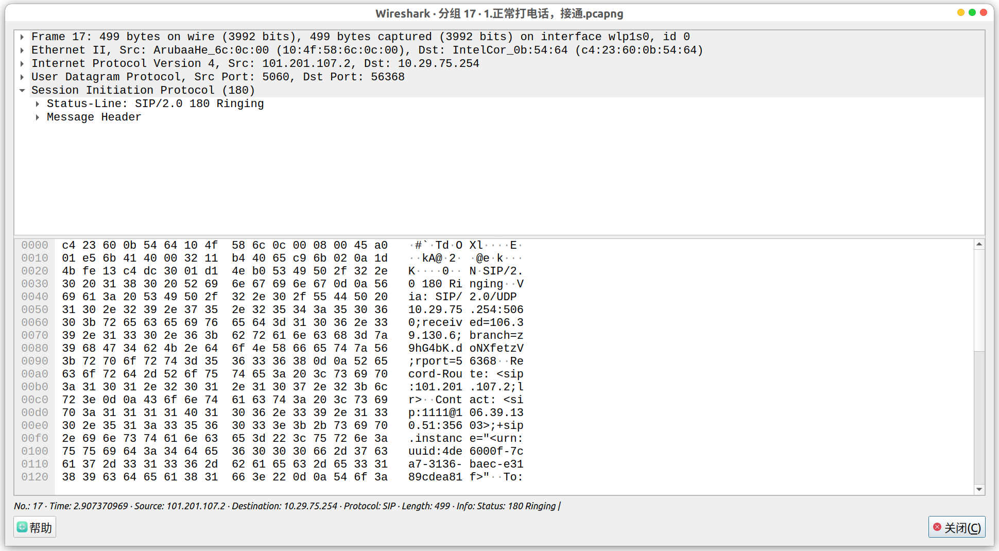 Wireshark · 分组 17 · 1.正常打电话，接通.pcapng
Frame 17: 499 bytes on wire (3992 bits), 499 bytes captured (3992 bits) on interface wlp1s0, id 0
Ethernet II, Src: ArubaaHe_6c:0c:00 (10:4f:58:6c:0c:00), Dst: IntelCor_0b:54:64 (c4:23:60:0b:54:64)
Internet Protocol Version 4, Src: 101.201.107.2, Dst: 10.29.75.254
User Datagram Protocol, Src Port: 5060, Dst Port: 56368
Session Initiation Protocol (180)
Status-Line: SIP/2.0 180 Ringing
Message Header
0000 c4 23 60 0b 54 64 10 4f 58 6c 0c 00 08 00 45 a0 ·#`·Td·O Xl····E·
0010 01 e5 6b 41 40 00 32 11 b4 40 65 c9 6b 02 0a 1d ··kA@·2· ·@e·k···
0020 4b fe 13 c4 dc 30 01 d1 4e b0 53 49 50 2f 32 2e K····0·· N·SIP/2.
0030 30 20 31 38 30 20 52 69 6e 67 69 6e 67 0d 0a 56 0 180 Ri nging··V
0040 69 61 3a 20 53 49 50 2f 32 2e 30 2f 55 44 50 20 ia: SIP/ 2.0/UDP
0050 31 30 2e 32 39 2e 37 35 2e 32 35 34 3a 35 30 36 10.29.75 .254:506
0060 30 3b 72 65 63 65 69 76 65 64 3d 31 30 36 2e 33 0;receiv ed=106.3
0070 39 2e 31 33 30 2e 36 3b 62 72 61 6e 63 68 3d 7a 9.130.6; branch=z
0080 39 68 47 34 62 4b 2e 64 6f 4e 58 66 65 74 7a 56 9hG4bK.d oNXfetzV
0090 3b 72 70 6f 72 74 3d 35 36 33 36 38 0d 0a 52 65 ;rport=5 6368··Re
00a0 63 6f 72 64 2d 52 6f 75 74 65 3a 20 3c 73 69 70 cord-Rou te: <sip
00b0 3a 31 30 31 2e 32 30 31 2e 31 30 37 2e 32 3b 6c :101.201 .107.2;l
00c0 72 3e 0d 0a 43 6f 6e 74 61 63 74 3a 20 3c 73 69 r>··Cont act: <si
00d0 70 3a 31 31 31 31 40 31 30 36 2e 33 39 2e 31 33 p:1111@1 06.39.13
00e0 30 2e 35 31 3a 33 35 36 30 33 3e 3b 2b 73 69 70 0.51:356 03>;+sip
00f0 2e 69 6e 73 74 61 6e 63 65 3d 22 3c 75 72 6e 3a .instanc e="<urn:
0100 75 75 69 64 3a 34 64 65 36 30 30 30 66 2d 37 63 uuid:4de 6000f-7c
0110 61 37 2d 33 31 33 36 2d 62 61 65 63 2d 65 33 31 a7-3136- baec-e31
0120 38 39 63 64 65 61 38 31 66 3e 22 0d 0a 54 6f 3a 89cdea81 f>"··To:
No.: 17 · Time: 2.907370969 · Source: 101.201.107.2 · Destination: 10.29.75.254 · Protocol: SIP · Length: 499 · Info: Status: 180 Ringing |
帮助
关闭(C)